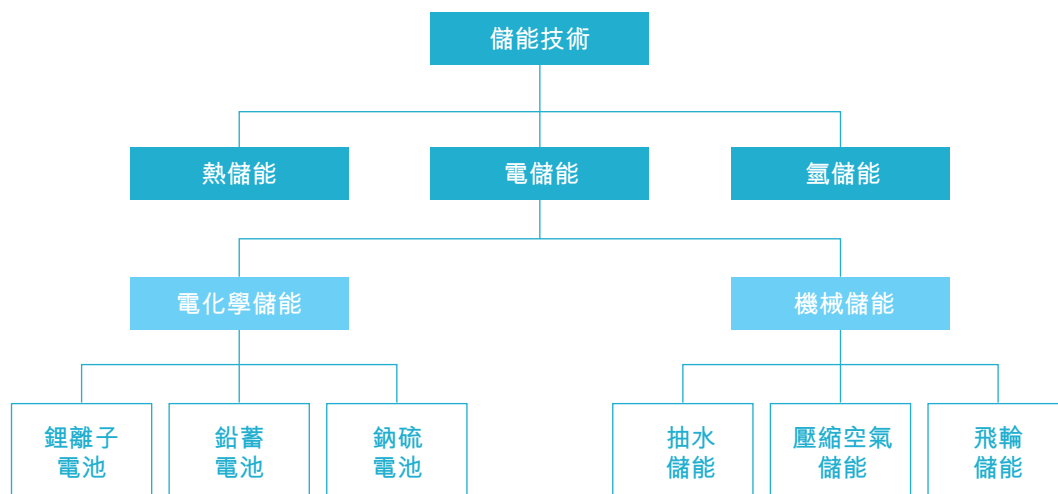 儲能技術
熱儲能
電儲能
氫儲能
電化學儲能
機械儲能
鋰離子
電池
鉛蓄
電池
鈉硫
電池
抽水
儲能
壓縮空氣
儲能
飛輪
儲能